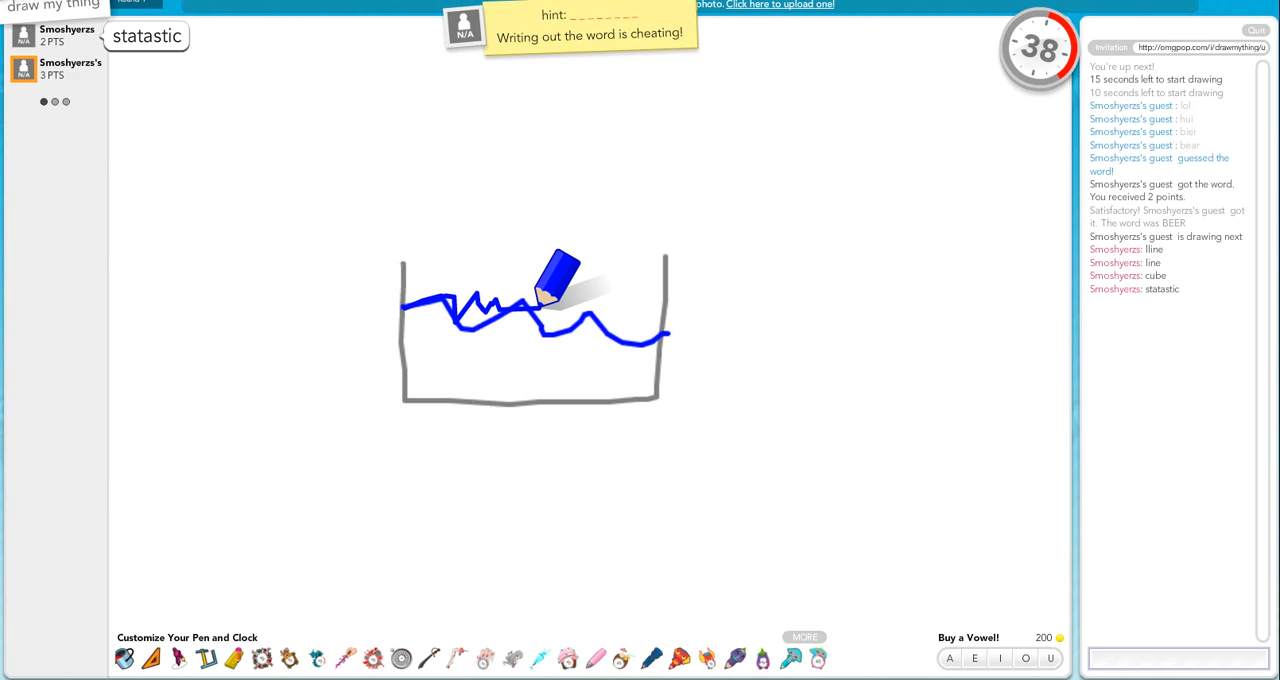 draw my thing
photo. Click here to upload one!
Smoshyerzs
2 PTS
N/A
statastic
Smoshyerzs's
3 PTS
N/A
N/A
hint: _ _ _ _ _ _ _ _
Writing out the word is cheating!
38
Quit
Invitation http://omgpop.com/i/drawmything/u
You're up next!
15 seconds left to start drawing
10 seconds left to start drawing
Smoshyerzs's guest : lol
Smoshyerzs's guest : hui
Smoshyerzs's guest : bier
Smoshyerzs's guest : bear
Smoshyerzs's guest guessed the
word!
Smoshyerzs's guest got the word.
You received 2 points.
Satisfactory! Smoshyerzs's guest got
it. The word was BEER
Smoshyerzs's guest is drawing next
Smoshyerzs: lline
Smoshyerzs: line
Smoshyerzs: cube
Smoshyerzs: statastic
Customize Your Pen and Clock
MORE
Buy a Vowel! 200
A E I O U